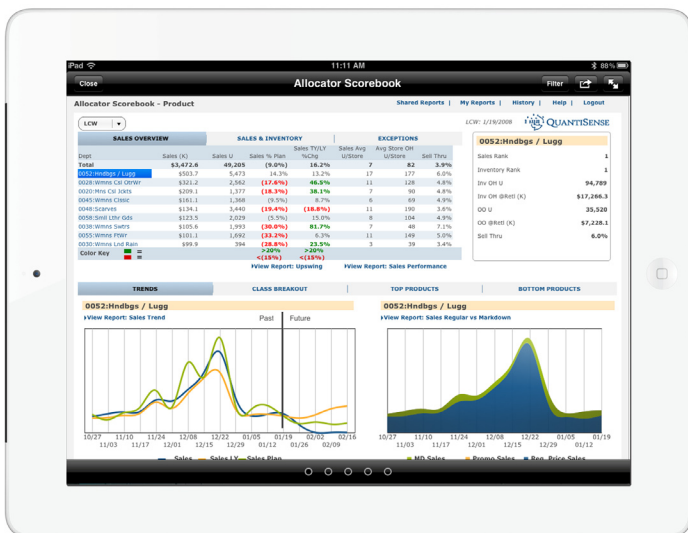 iPad 11:11 AM 88%
Close Allocator Scorebook Filter
Allocator Scorebook - Product Shared Reports | My Reports | History | Help | Logout
LCW LCW: 1/19/2008 QUANTISENSE
SALES OVERVIEW SALES & INVENTORY EXCEPTIONS
Sales TY/LY Sales Avg Avg Store OH
Dept Sales (K) Sales U Sales % Plan %Chg U/Store U/Store Sell Thru
Total $3,472.6 49,205 (9.0%) 16.2% 7 82 3.9%
0052:Hndbgs / Lugg $503.7 5,473 14.3% 13.2% 17 177 6.0%
0028:Wmns Csl OtrWr $321.2 2,562 (17.6%) 46.5% 11 128 4.8%
0020:Mns Csl Jckts $209.1 1,377 (18.3%) 38.1% 7 90 4.8%
0045:Wmns Clssc $161.1 1,368 (9.5%) 8.7% 6 69 4.9%
0048:Scarves $134.1 3,440 (19.4%) (18.8%) 11 190 3.6%
0058:Smll Lthr Gds $123.5 2,029 (5.5%) 15.0% 8 104 4.9%
0038:Wmns Swtrs $105.6 1,993 (30.0%) 81.7% 7 48 7.1%
0055:Wmns FtWr $101.1 1,692 (33.2%) 6.3% 11 149 5.0%
0030:Wmns Lnd Rain $99.9 394 (28.8%) 23.5% 3 39 3.4%
Color Key = >20% >20%
= <(15%) <(15%)
View Report: Upswing View Report: Sales Performance
0052:Hndbgs / Lugg
Sales Rank 1
Inventory Rank 1
Inv OH U 94,789
Inv OH @Retl (K) $17,266.3
OO U 35,520
OO @Retl (K) $7,228.1
Sell Thru 6.0%
TRENDS CLASS BREAKOUT TOP PRODUCTS BOTTOM PRODUCTS
0052:Hndbgs / Lugg
View Report: Sales Trend Past Future
10/27 11/10 11/24 12/08 12/22 01/05 01/19 02/02 02/16
11/03 11/17 12/01 12/15 12/29 01/12 01/26 02/09
Sales Sales LY Sales Plan
0052:Hndbgs / Lugg
View Report: Sales Regular vs Markdown
10/27 11/10 11/24 12/08 12/22 01/05 01/19
11/03 11/17 12/01 12/15 12/29 01/12
MD Sales Promo Sales Reg. Price Sales